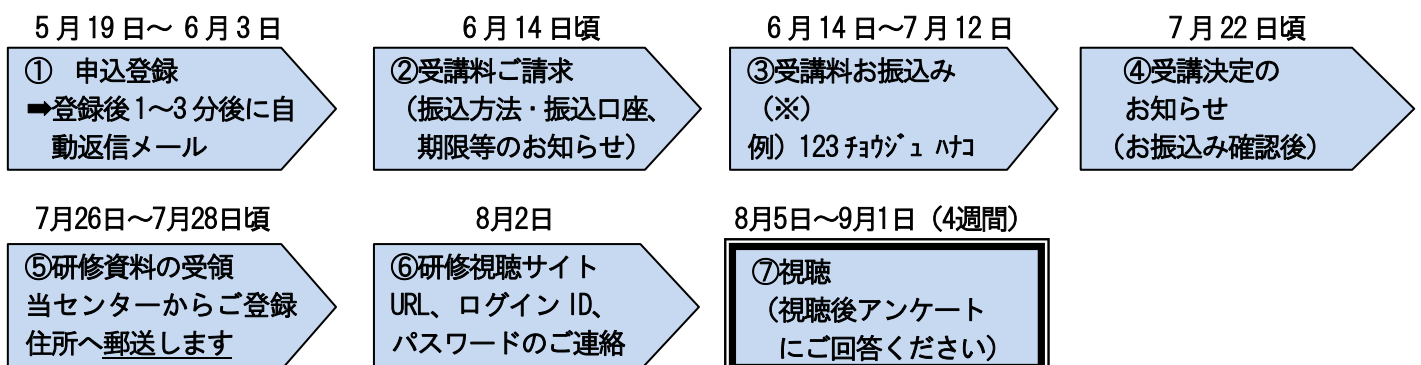 5月19日～ 6月3日
① 申込登録
➡登録後1～3分後に自
動返信メール
6月14日頃
②受講料ご請求
（振込方法・振込口座、
期限等のお知らせ）
6月14日～7月12日
③受講料お振込み
（※）
例）123 ﾁｮｳｼﾞｭ ﾊﾅｺ
7月22日頃
④受講決定の
お知らせ
（お振込み確認後）
7月26日～7月28日頃
⑤研修資料の受領
当センターからご登録
住所へ郵送します
8月2日
⑥研修視聴サイト
URL、ログインID、
パスワードのご連絡
8月5日～9月1日（4週間）
⑦視聴
（視聴後アンケート
にご回答ください）